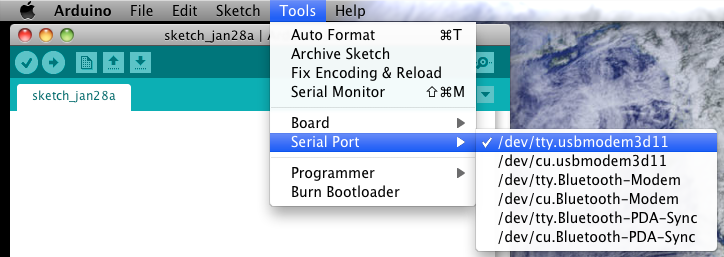 Arduino File Edit Sketch Tools Help
sketch_jan28a | A
sketch_jan28a
Auto Format ⌘T
Archive Sketch
Fix Encoding & Reload
Serial Monitor ⇧⌘M
Board
Serial Port
Programmer
Burn Bootloader
✓ /dev/tty.usbmodem3d11
/dev/cu.usbmodem3d11
/dev/tty.Bluetooth-Modem
/dev/cu.Bluetooth-Modem
/dev/tty.Bluetooth-PDA-Sync
/dev/cu.Bluetooth-PDA-Sync